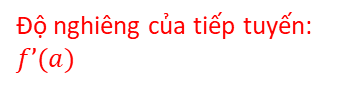 Độ nghiêng của tiếp tuyến:
f’(a)